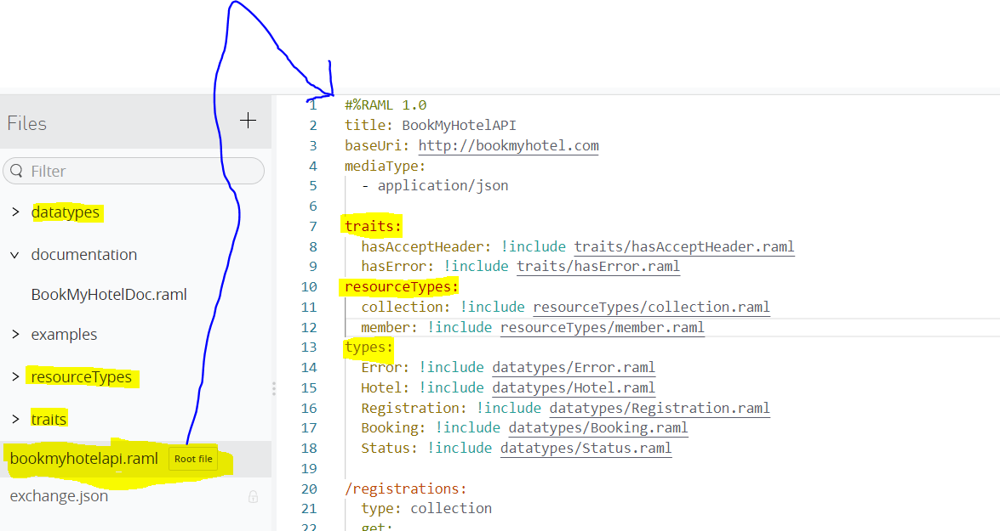 Files
Filter
datatypes
documentation
BookMyHotelDoc.raml
examples
resourceTypes
traits
bookmyhotelapi.raml Root file
exchange.json
1 #%RAML 1.0
2 title: BookMyHotelAPI
3 baseUri: http://bookmyhotel.com
4 mediaType:
5 - application/json
6
7 traits:
8 hasAcceptHeader: !include traits/hasAcceptHeader.raml
9 hasError: !include traits/hasError.raml
10 resourceTypes:
11 collection: !include resourceTypes/collection.raml
12 member: !include resourceTypes/member.raml
13 types:
14 Error: !include datatypes/Error.raml
15 Hotel: !include datatypes/Hotel.raml
16 Registration: !include datatypes/Registration.raml
17 Booking: !include datatypes/Booking.raml
18 Status: !include datatypes/Status.raml
19
20 /registrations:
21 type: collection
22 get: